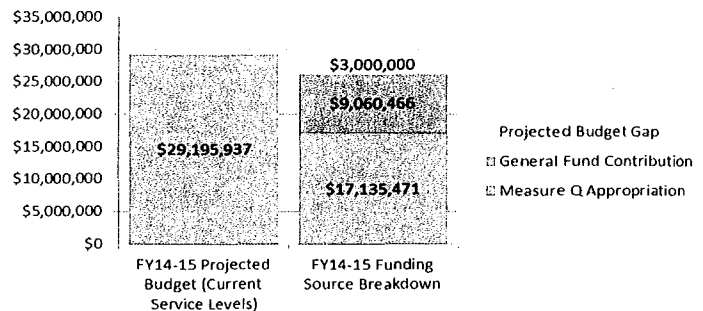 $35,000,000
$30,000,000
$25,000,000
$20,000,000
$15,000,000
$10,000,000
$5,000,000
$0
$29,195,937
$3,000,000
$9,060,466
$17,135,471
FY14-15 Projected
Budget (Current
Service Levels)
FY14-15 Funding
Source Breakdown
Projected Budget Gap
General Fund Contribution
Measure Q Appropriation